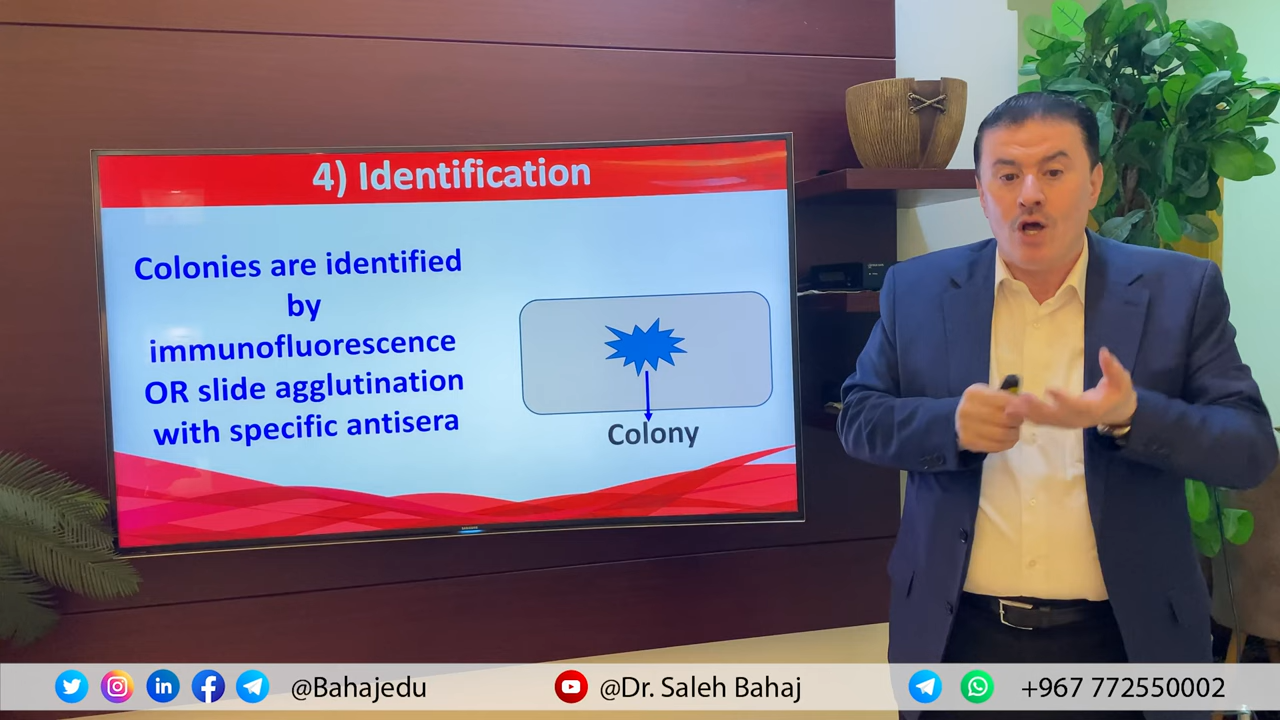 4) Identification
Colonies are identified
by
immunofluorescence
OR slide agglutination
with specific antisera
Colony
@Bahajedu
@Dr. Saleh Bahaj
+967 772550002